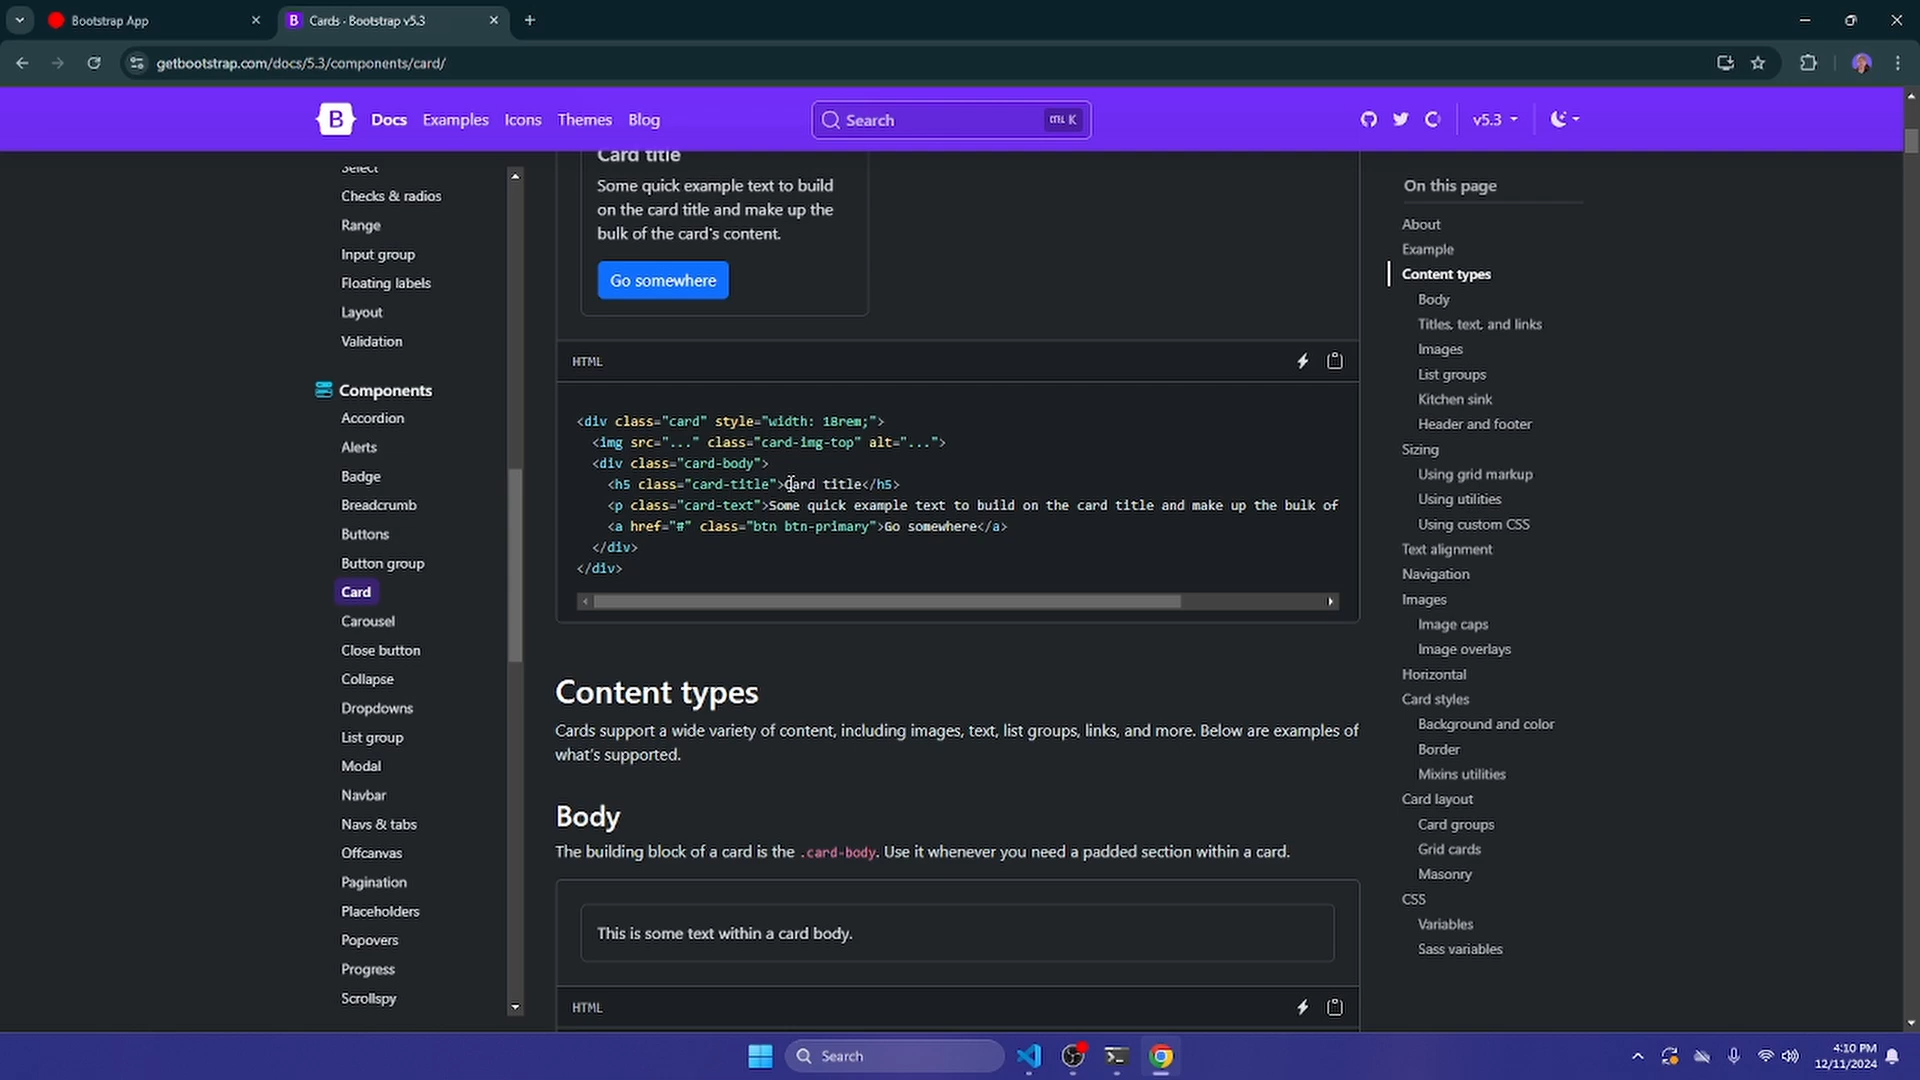 Bootstrap App
B Cards · Bootstrap v5.3
getbootstrap.com/docs/5.3/components/card/
B Docs Examples Icons Themes Blog
Search
Ctrl K
v5.3
Select
Checks & radios
Range
Input group
Floating labels
Layout
Validation
Components
Accordion
Alerts
Badge
Breadcrumb
Buttons
Button group
Card
Carousel
Close button
Collapse
Dropdowns
List group
Modal
Navbar
Navs & tabs
Offcanvas
Pagination
Placeholders
Popovers
Progress
Scrollspy
Card title
Some quick example text to build
on the card title and make up the
bulk of the card's content.
Go somewhere
HTML
<div class="card" style="width: 18rem;">
<img src="..." class="card-img-top" alt="...">
<div class="card-body">
<h5 class="card-title">Card title</h5>
<p class="card-text">Some quick example text to build on the card title and make up the bulk of
<a href="#" class="btn btn-primary">Go somewhere</a>
</div>
</div>
Content types
Cards support a wide variety of content, including images, text, list groups, links, and more. Below are examples of
what's supported.
Body
The building block of a card is the .card-body. Use it whenever you need a padded section within a card.
This is some text within a card body.
HTML
On this page
About
Example
Content types
Body
Titles, text, and links
Images
List groups
Kitchen sink
Header and footer
Sizing
Using grid markup
Using utilities
Using custom CSS
Text alignment
Navigation
Images
Image caps
Image overlays
Horizontal
Card styles
Background and color
Border
Mixins utilities
Card layout
Card groups
Grid cards
Masonry
CSS
Variables
Sass variables
Search
4:10 PM
12/11/2024